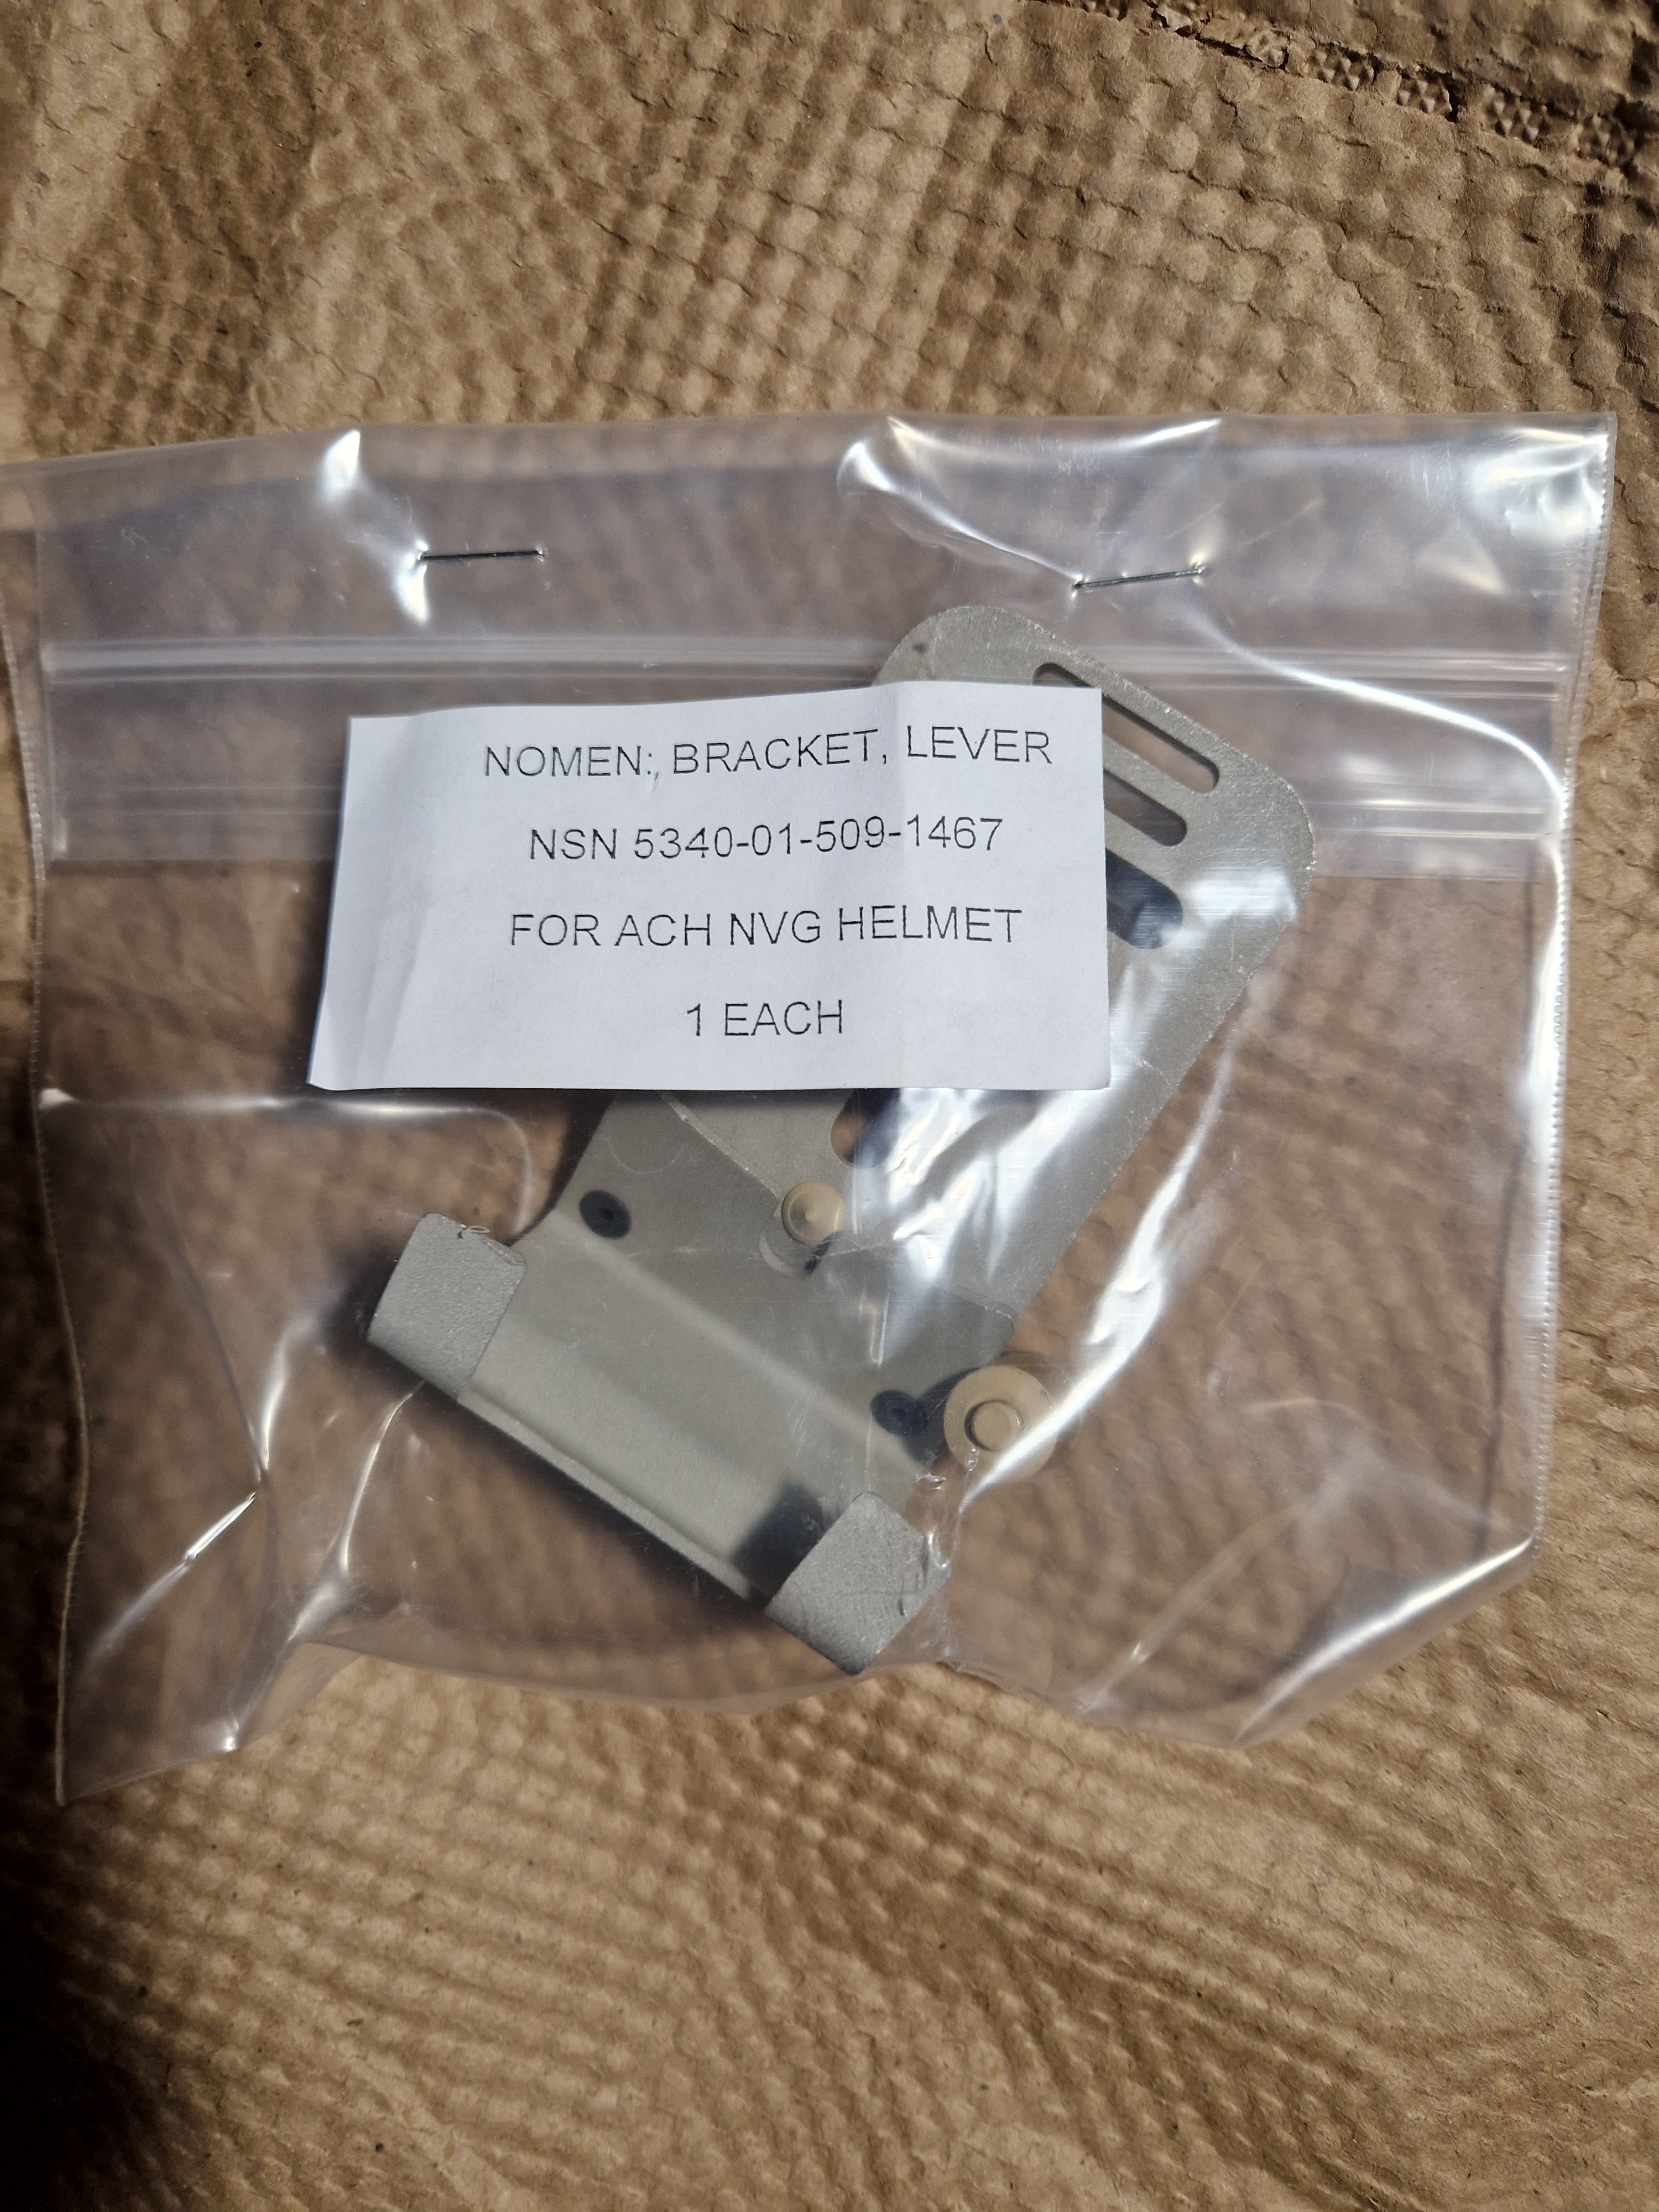 NOMEN:, BRACKET, LEVER
NSN 5340-01-509-1467
FOR ACH NVG HELMET
1 EACH